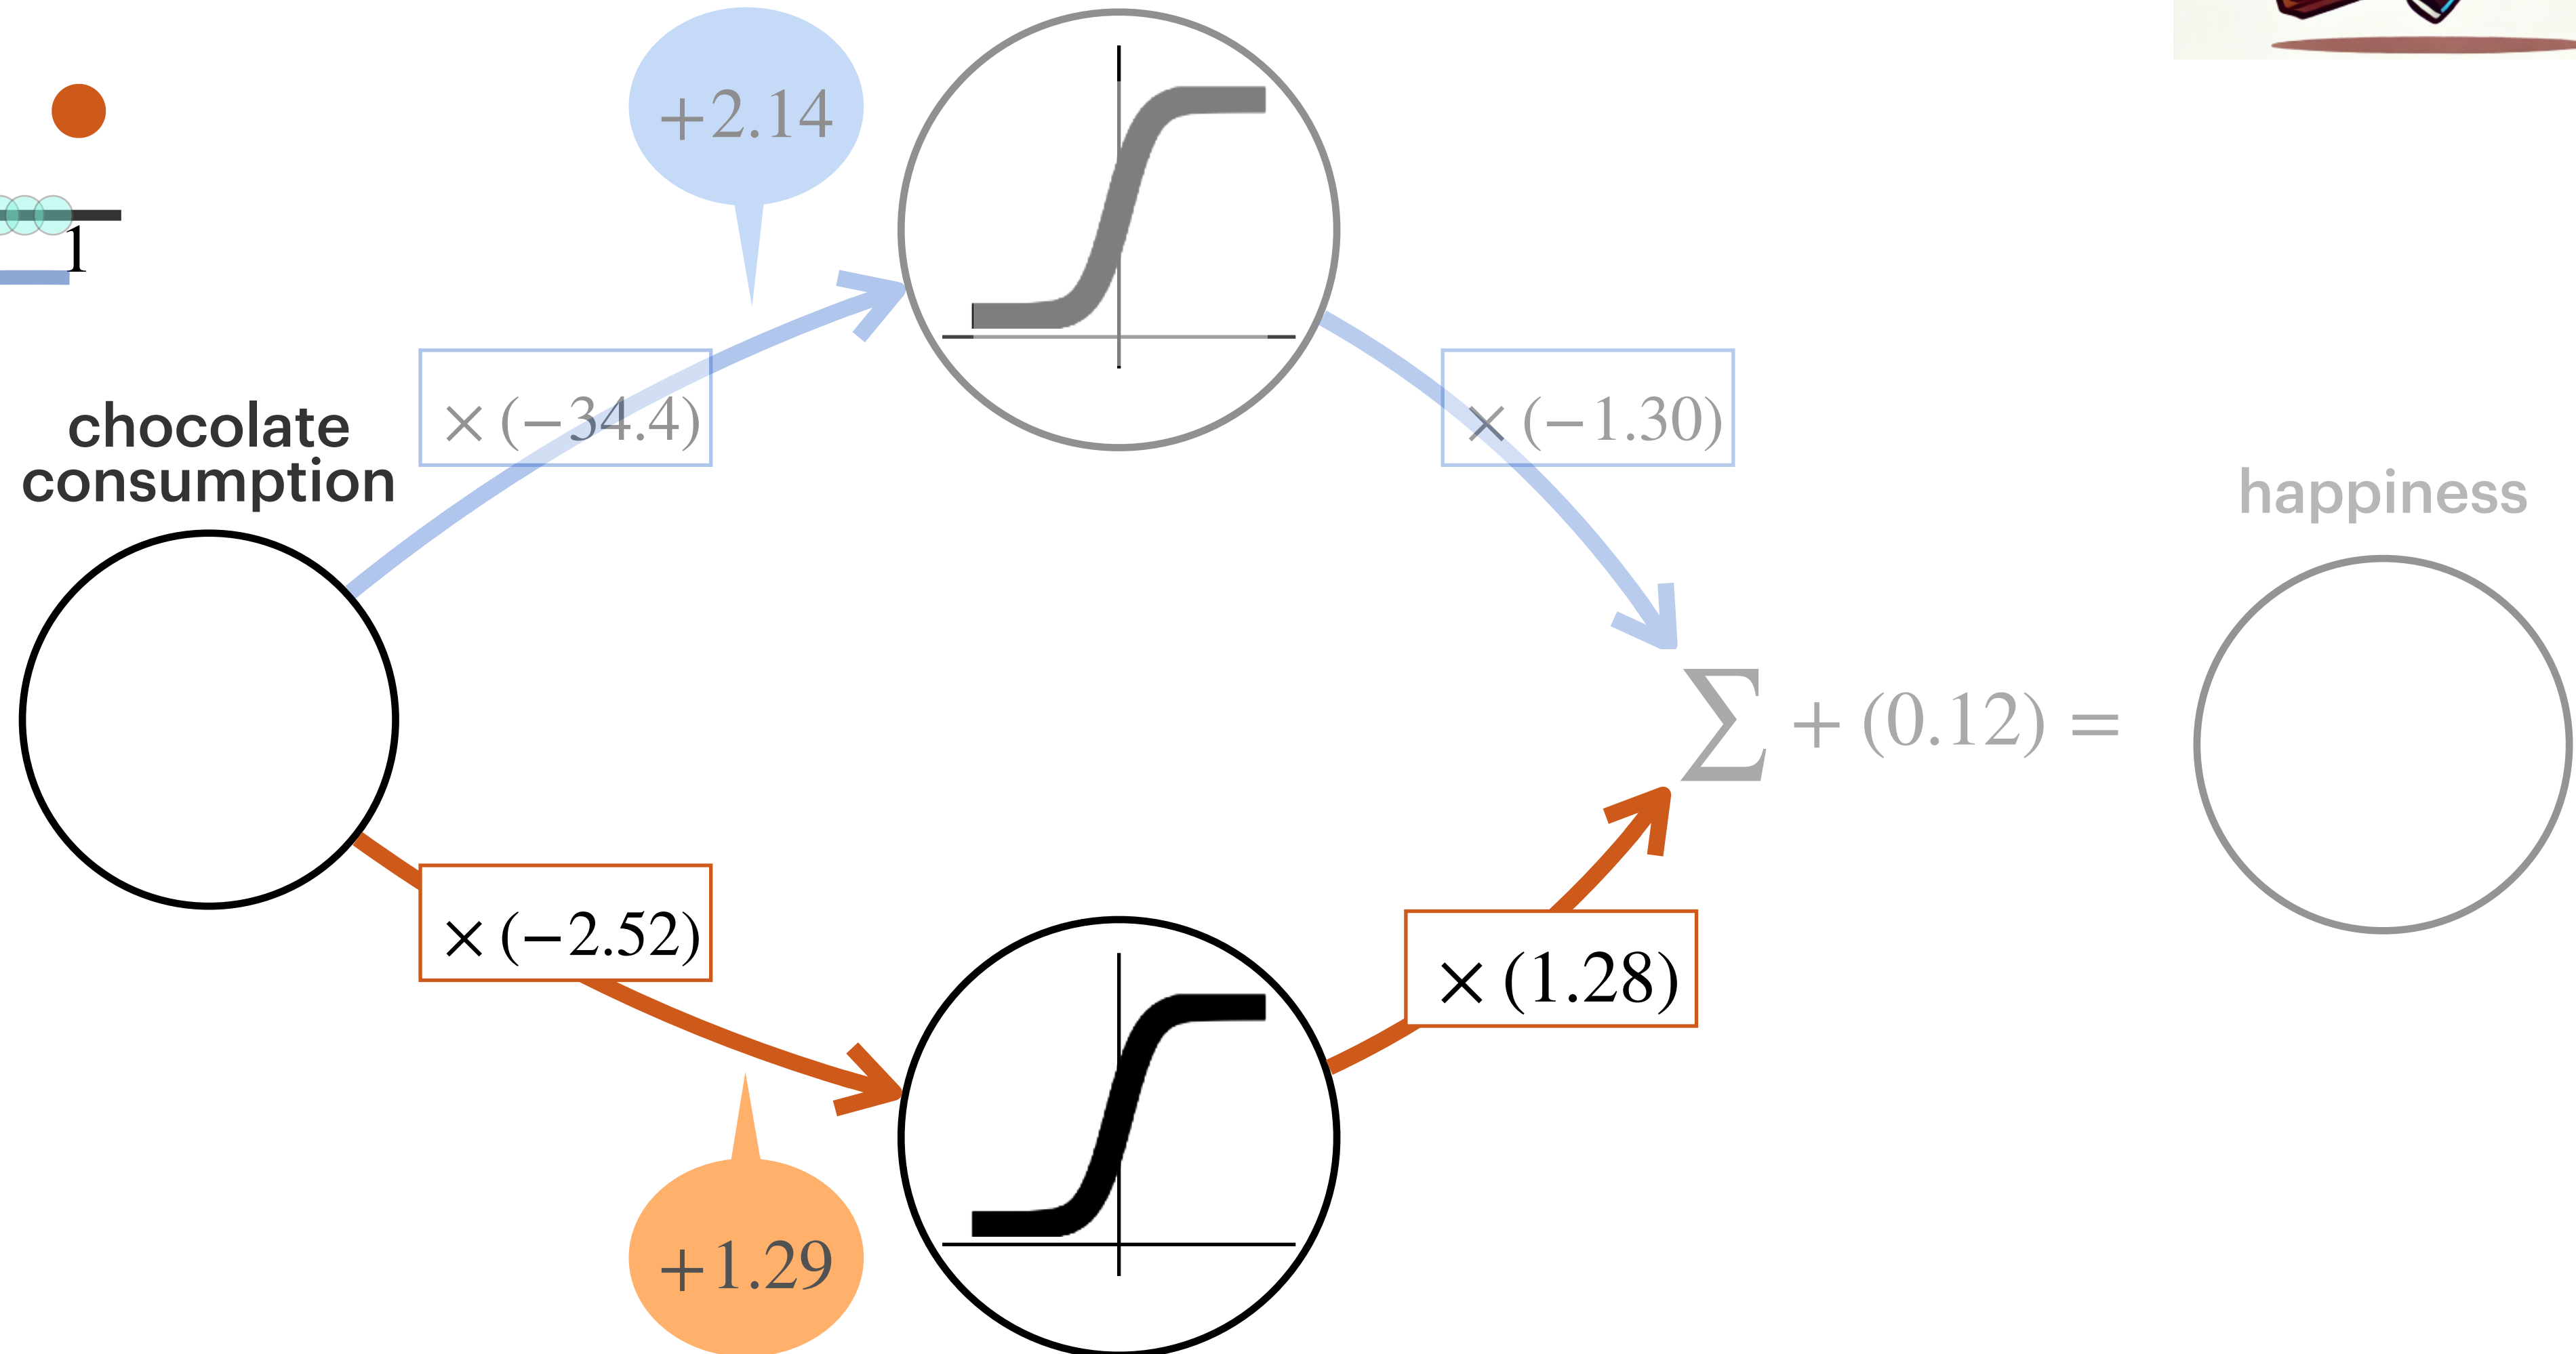 +2.14
1
× (−34.4)
× (−1.30)
chocolate
consumption
happiness
∑ + (0.12) =
× (−2.52)
× (1.28)
+1.29